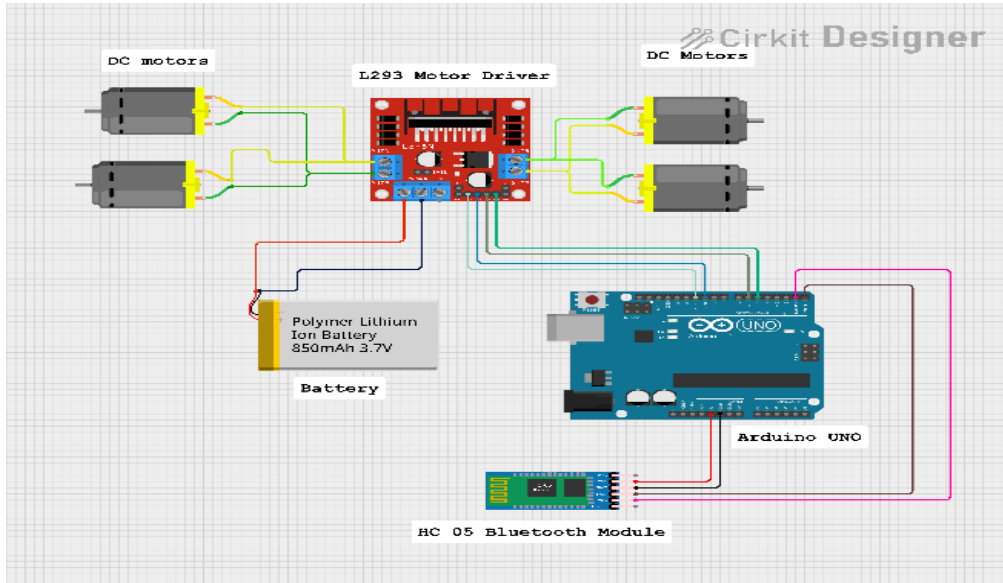 Cirkit Designer
DC motors
DC Motors
L293 Motor Driver
Polymer Lithium
Ion Battery
850mAh 3.7V
Battery
UNO
Arduino
Arduino UNO
HC 05 Bluetooth Module